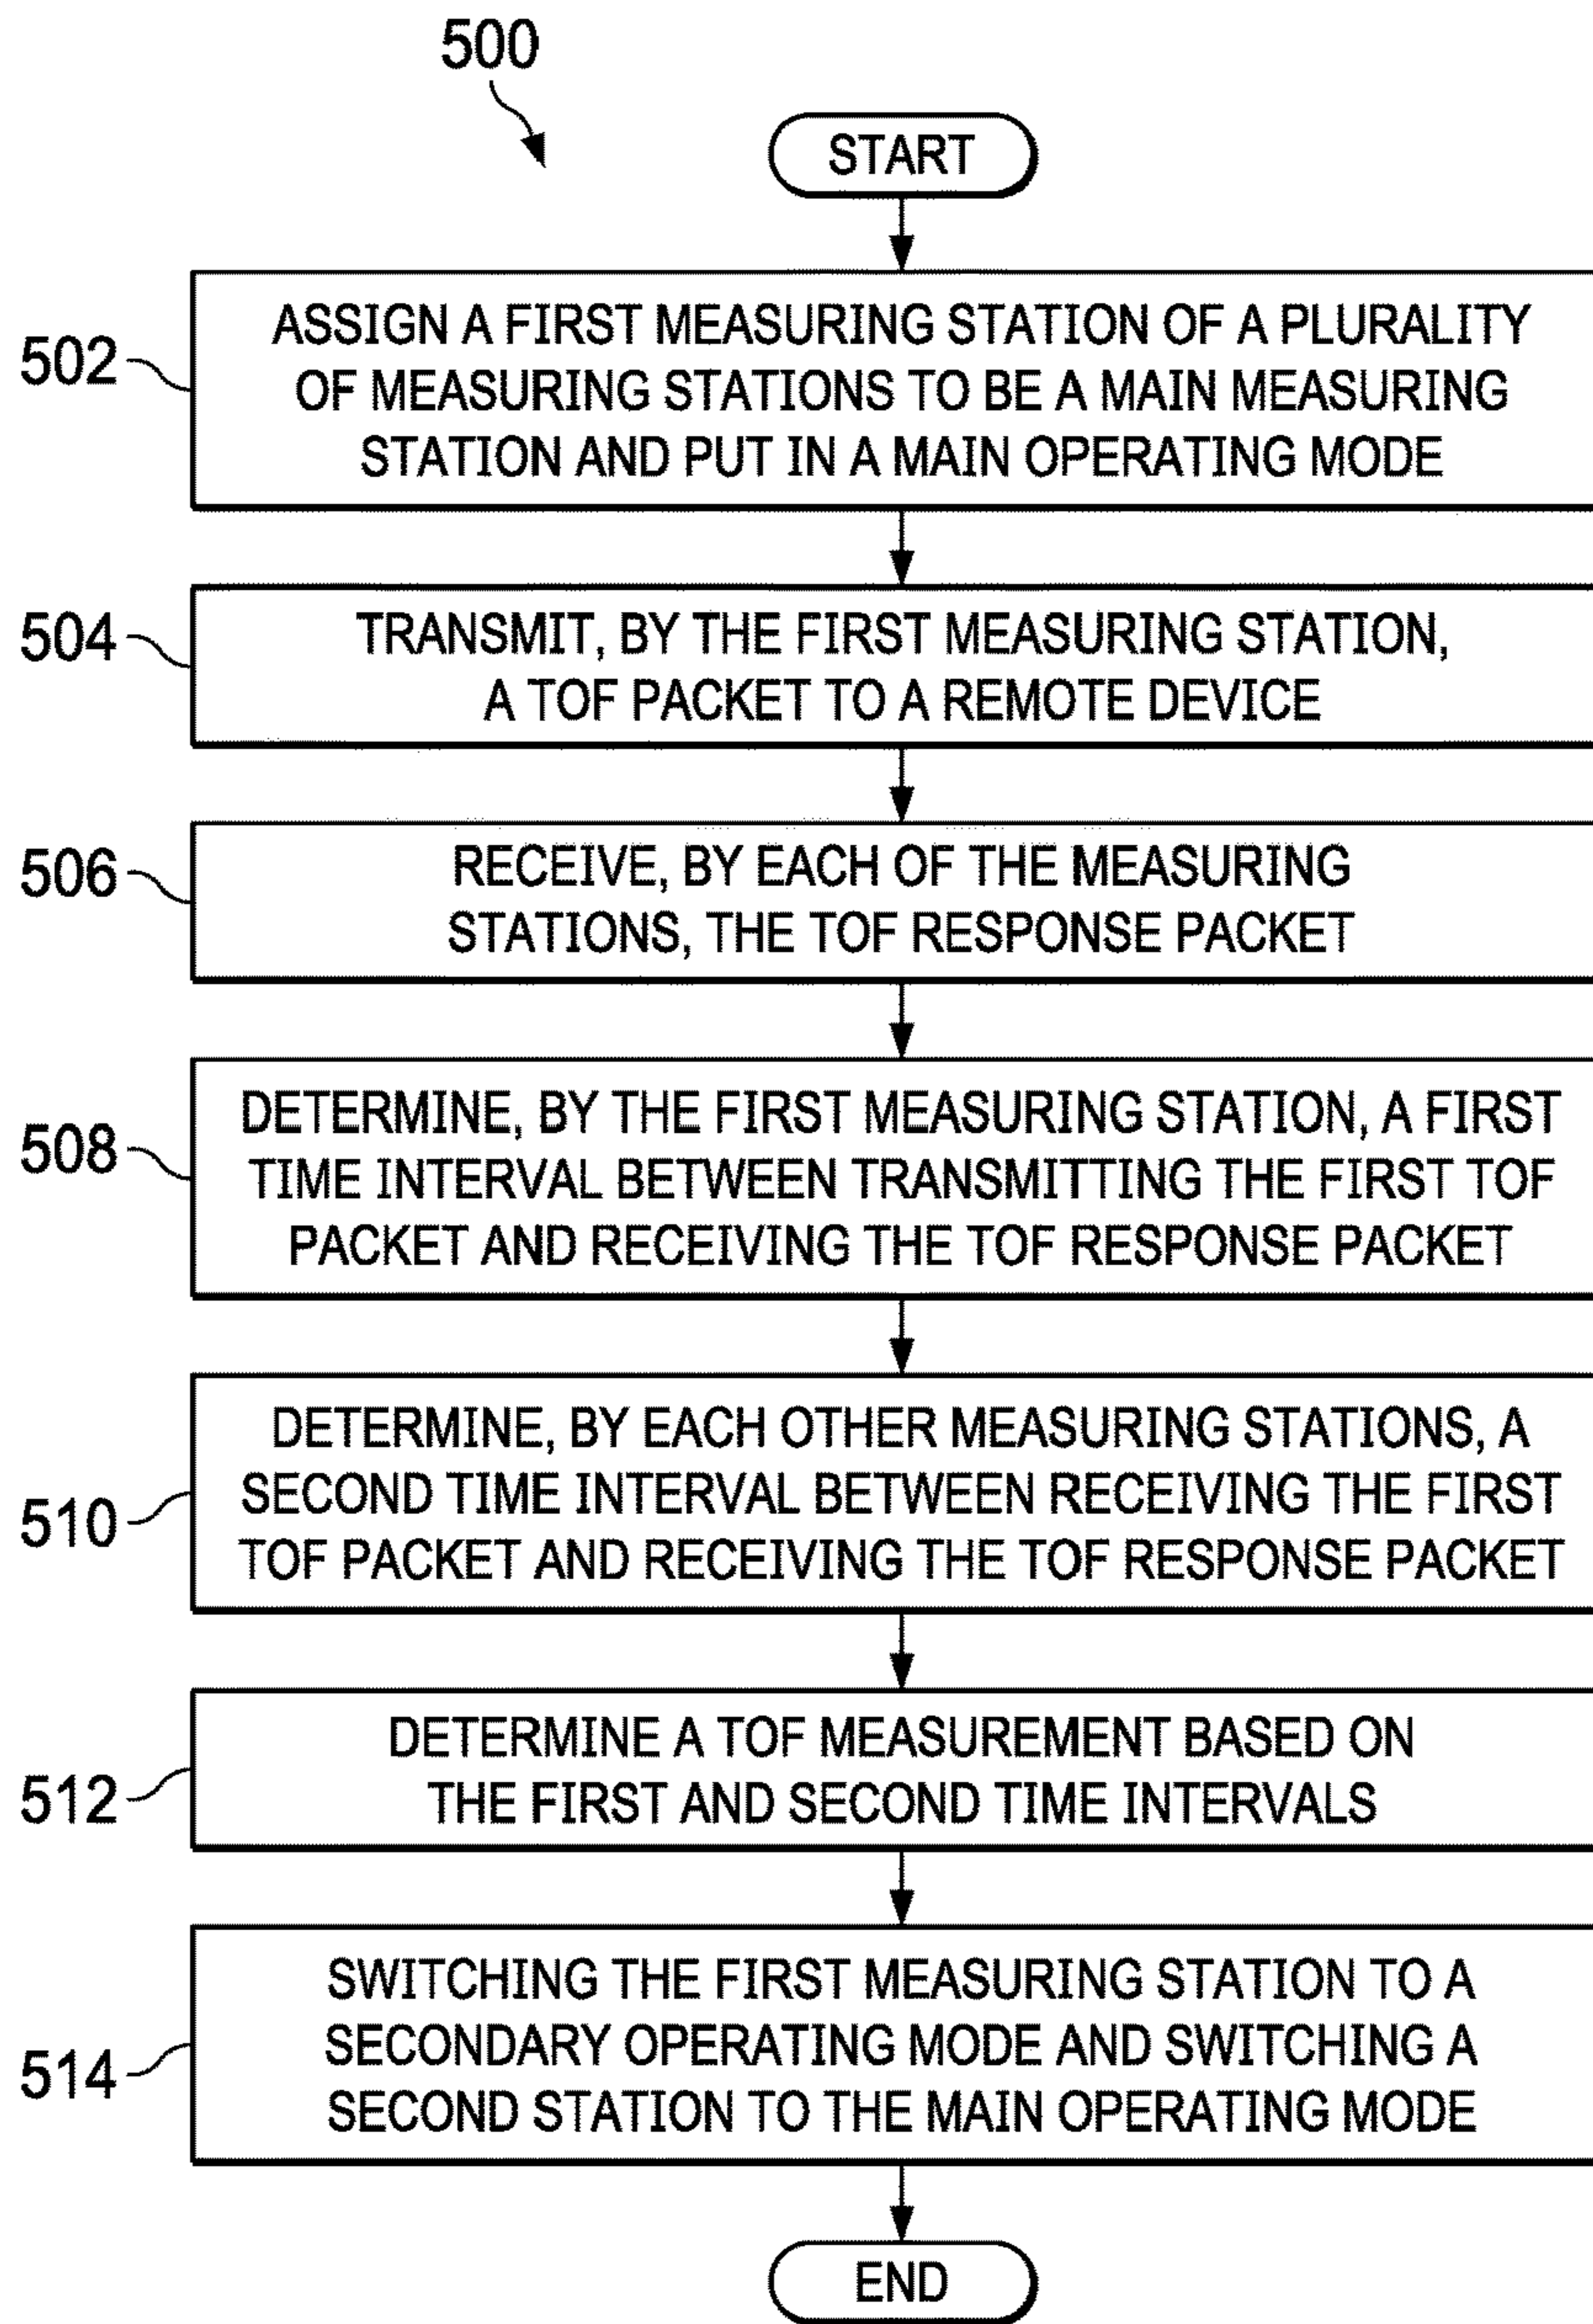 500
START
502
ASSIGN A FIRST MEASURING STATION OF A PLURALITY
OF MEASURING STATIONS TO BE A MAIN MEASURING
STATION AND PUT IN A MAIN OPERATING MODE
504
TRANSMIT, BY THE FIRST MEASURING STATION,
A TOF PACKET TO A REMOTE DEVICE
506
RECEIVE, BY EACH OF THE MEASURING
STATIONS, THE TOF RESPONSE PACKET
508
DETERMINE, BY THE FIRST MEASURING STATION, A FIRST
TIME INTERVAL BETWEEN TRANSMITTING THE FIRST TOF
PACKET AND RECEIVING THE TOF RESPONSE PACKET
510
DETERMINE, BY EACH OTHER MEASURING STATIONS, A
SECOND TIME INTERVAL BETWEEN RECEIVING THE FIRST
TOF PACKET AND RECEIVING THE TOF RESPONSE PACKET
512
DETERMINE A TOF MEASUREMENT BASED ON
THE FIRST AND SECOND TIME INTERVALS
514
SWITCHING THE FIRST MEASURING STATION TO A
SECONDARY OPERATING MODE AND SWITCHING A
SECOND STATION TO THE MAIN OPERATING MODE
END